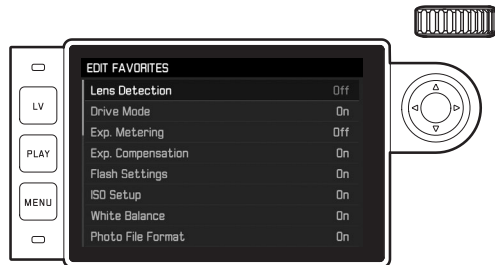 EDIT FAVORITES
Lens Detection Off
Drive Mode On
Exp. Metering Off
Exp. Compensation On
Flash Settings On
ISO Setup On
White Balance On
Photo File Format On
LV
PLAY
MENU